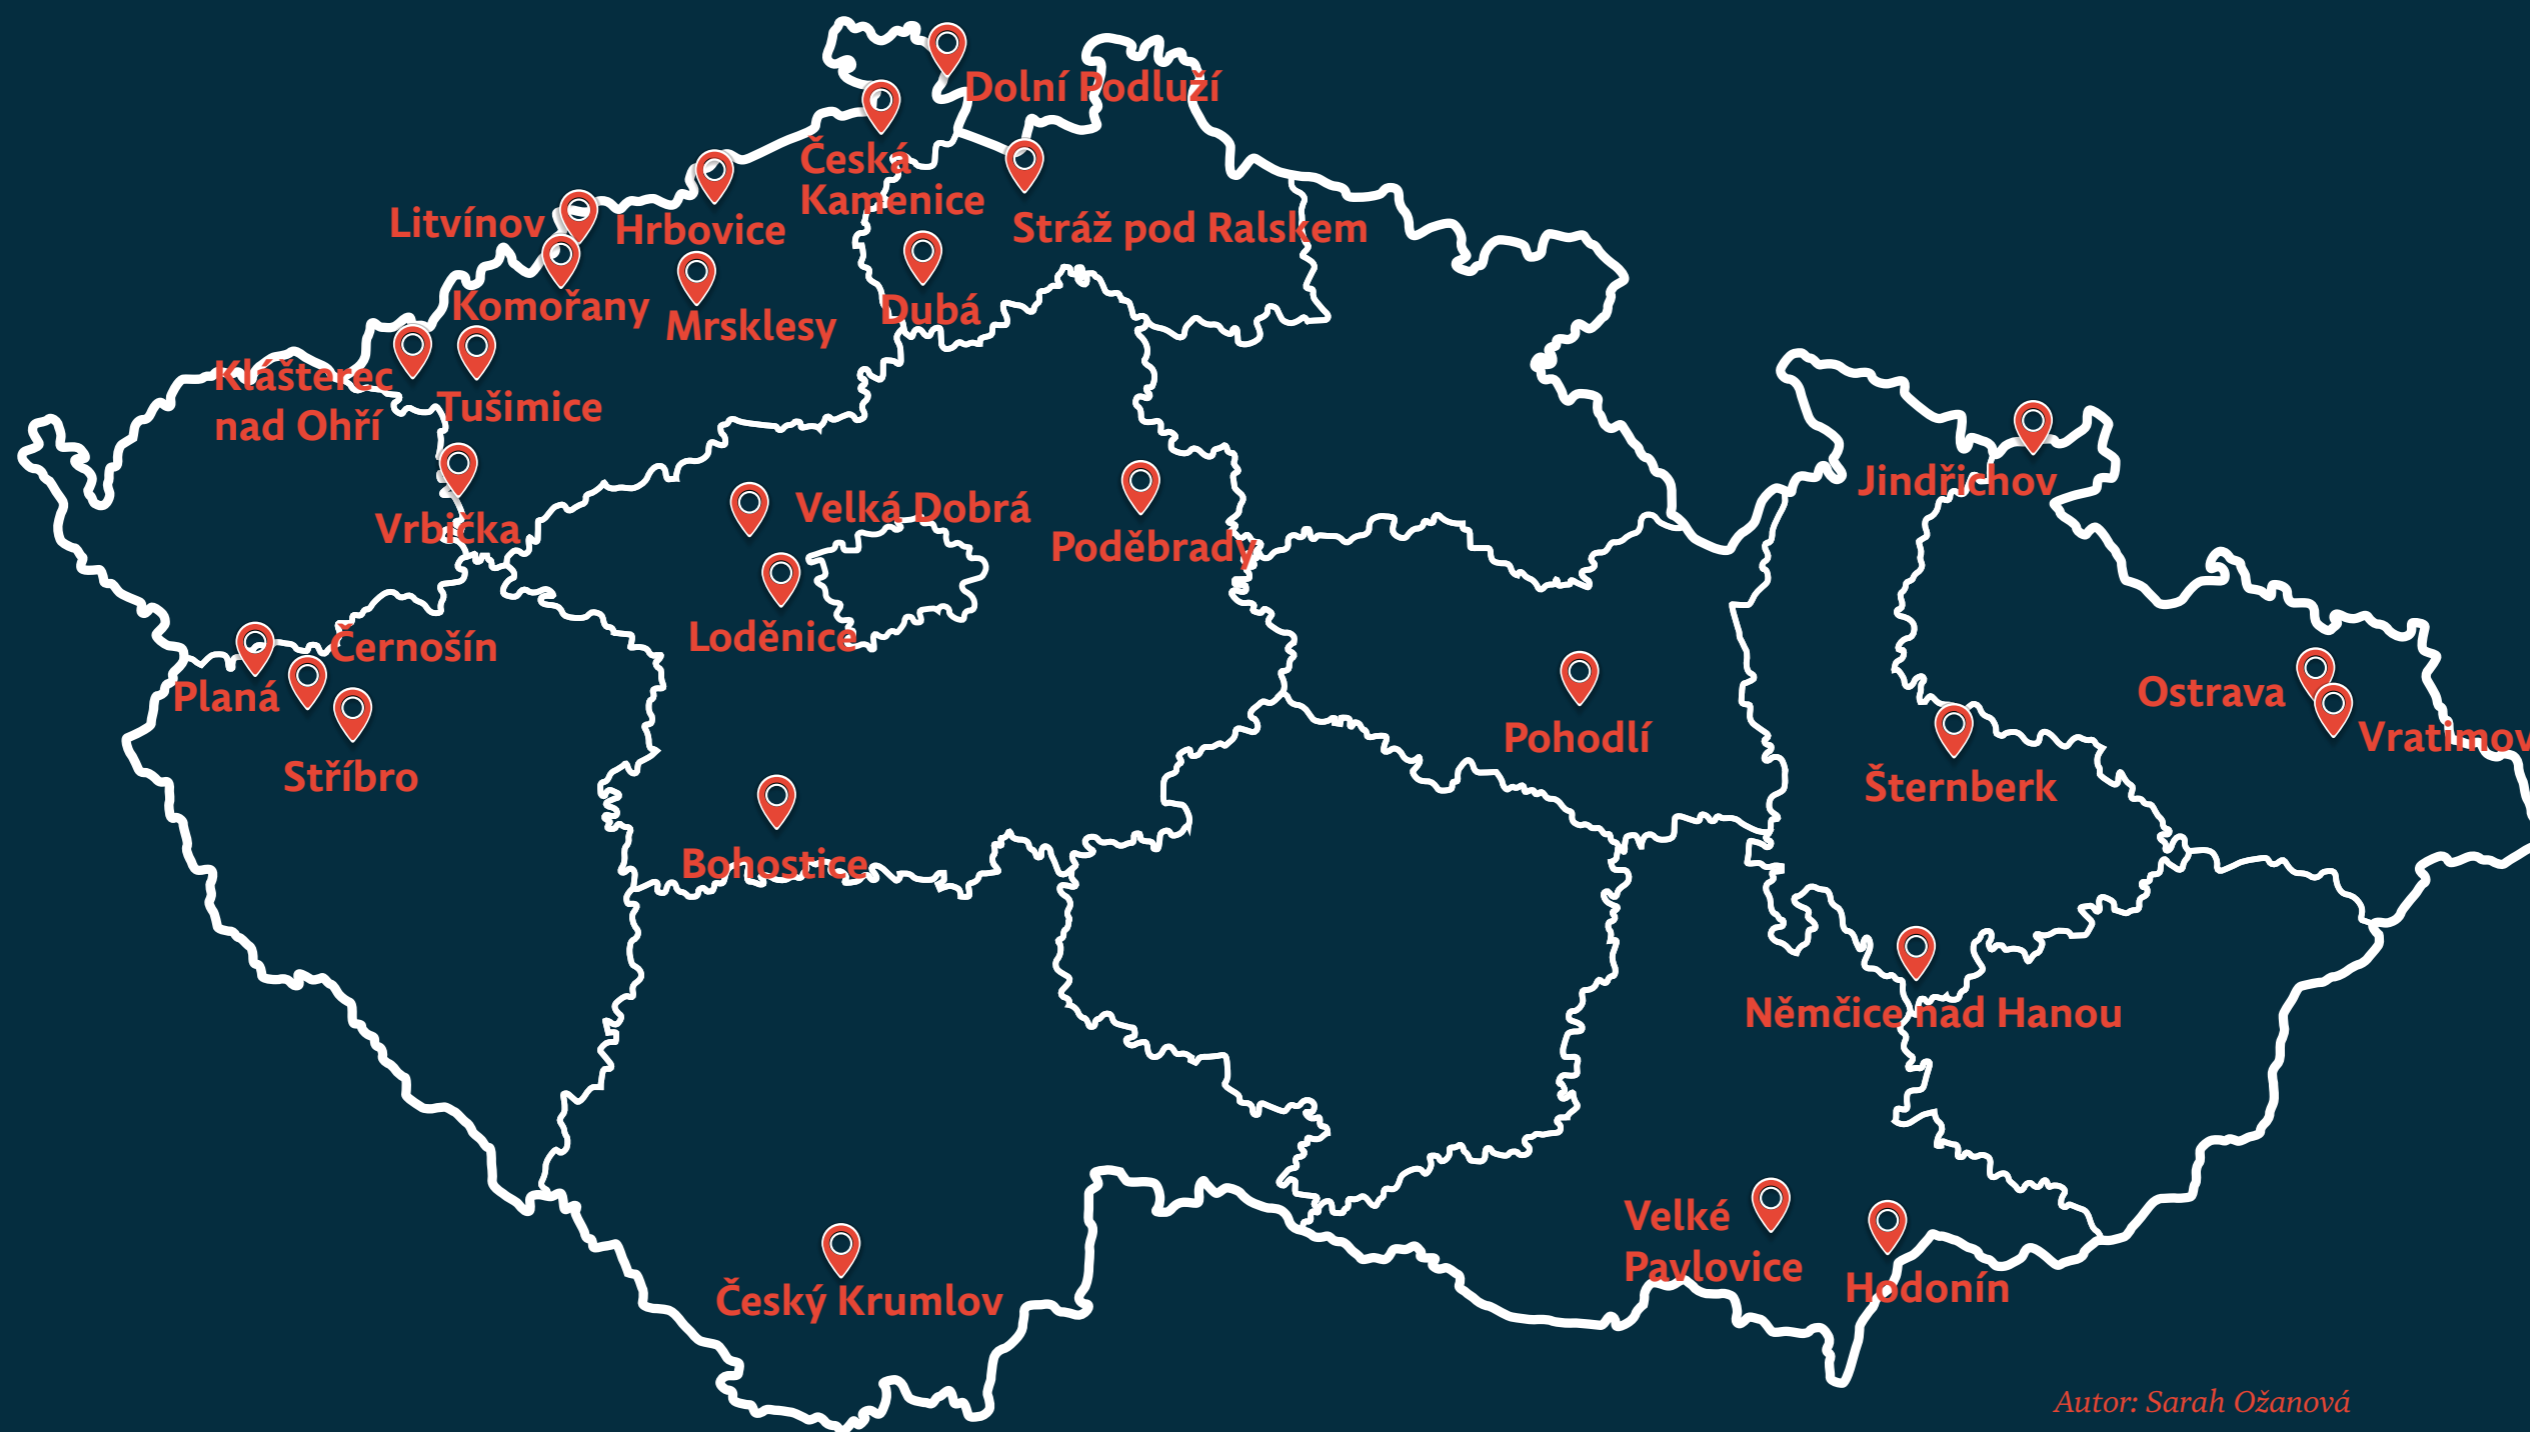 Dolní Podluží
Česká
Kamenice
Litvínov
Hrbovice
Stráž pod Ralskem
Komořany
Mrsklesy
Dubá
Klášterec
nad Ohří
Tušimice
Jindřichov
Vrbička
Velká Dobrá
Poděbrady
Loděnice
Černošín
Planá
Ostrava
Vratimov
Pohodlí
Stříbro
Šternberk
Bohostice
Němčice nad Hanou
Velké
Pavlovice
Hodonín
Český Krumlov
Autor: Sarah Ožanová